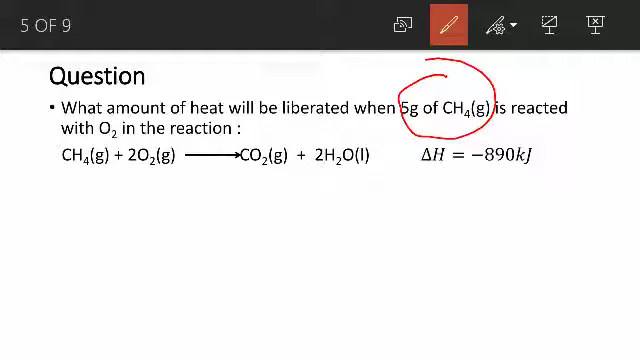 5 OF 9
Question
• What amount of heat will be liberated when 5g of CH₄(g) is reacted
with O₂ in the reaction :
CH₄(g) + 2O₂(g) ⟶ CO₂(g) + 2H₂O(l) ΔH = −890kJ